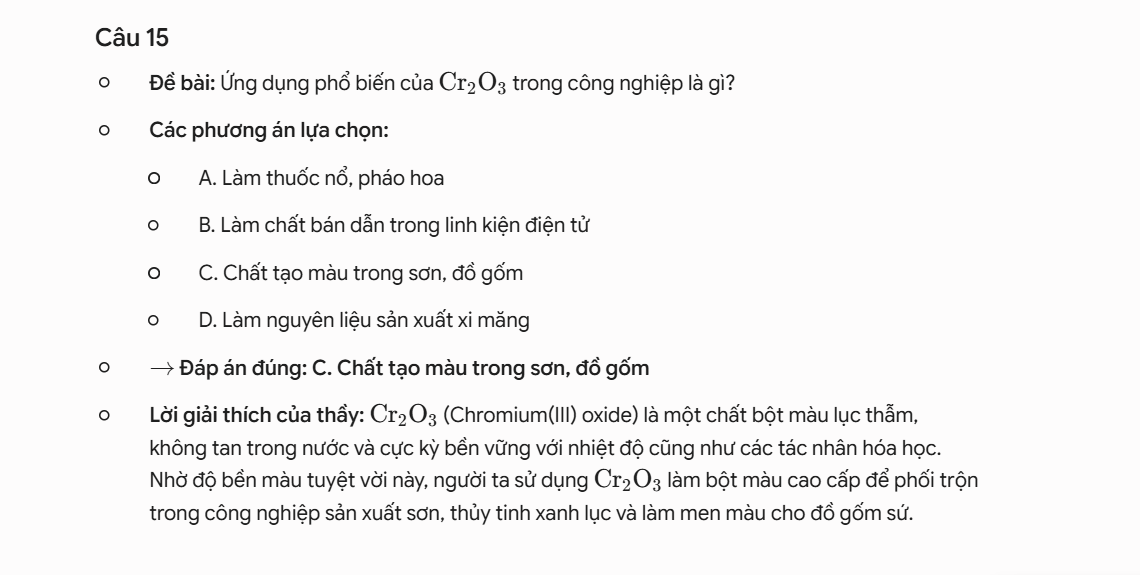 Câu 15
Đề bài: Ứng dụng phổ biến của Cr₂O₃ trong công nghiệp là gì?
Các phương án lựa chọn:
A. Làm thuốc nổ, pháo hoa
B. Làm chất bán dẫn trong linh kiện điện tử
C. Chất tạo màu trong sơn, đồ gốm
D. Làm nguyên liệu sản xuất xi măng
→ Đáp án đúng: C. Chất tạo màu trong sơn, đồ gốm
Lời giải thích của thầy: Cr₂O₃ (Chromium(III) oxide) là một chất bột màu lục thẫm,
không tan trong nước và cực kỳ bền vững với nhiệt độ cũng như các tác nhân hóa học.
Nhờ độ bền màu tuyệt vời này, người ta sử dụng Cr₂O₃ làm bột màu cao cấp để phối trộn
trong công nghiệp sản xuất sơn, thủy tinh xanh lục và làm men màu cho đồ gốm sứ.